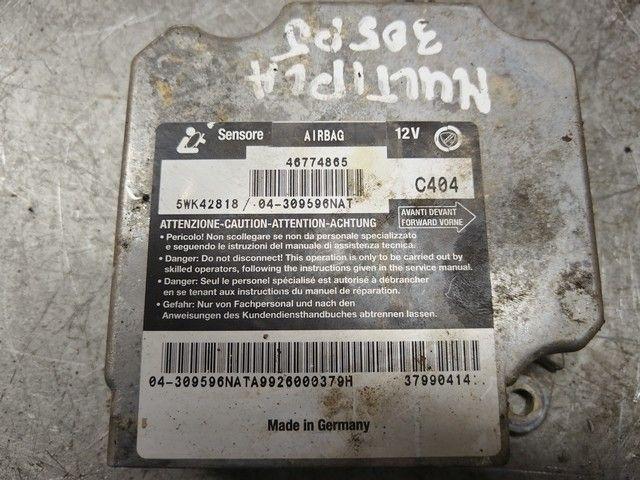 MULTIPLA
305PJ
Sensore AIRBAG 12V
46774865
5WK42818 / 04-309596NAT C404
ATTENZIONE-CAUTION-ATTENTION-ACHTUNG
AVANTI DEVANT
FORWARD VORNE
• Pericolo! Non scollegare se non da personale specializzato
e seguendo le istruzioni del manuale di assistenza tecnica.
• Danger: Do not disconnect! This operation is only to be carried out by
skilled operators, following the instructions given in the service manual.
• Danger: Seul le personel spécialisé est autorisé à débrancher
en se tenant aux instructions du manuel de réparation.
• Gefahr: Nur von Fachpersonal und nach den
Anweisungen des Kundendiensthandbuches abtrennen lassen.
04-309596NATA9926000379H 37990414
Made in Germany